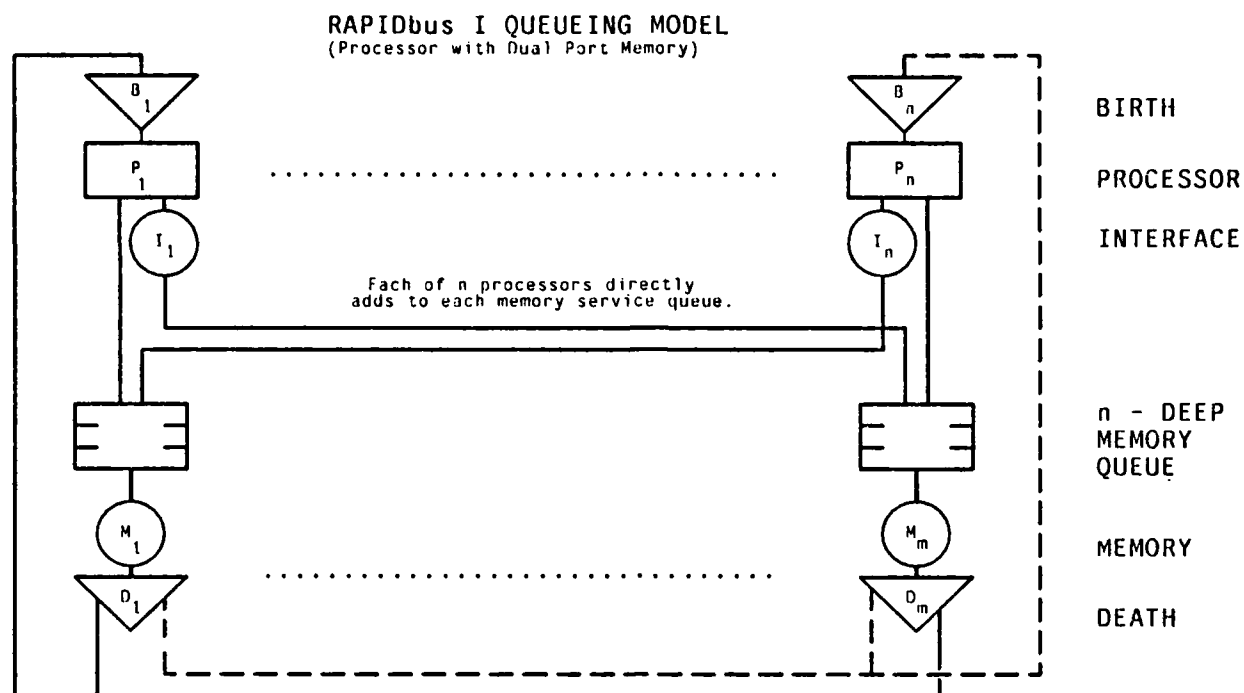 RAPIDbus I QUEUEING MODEL
(Processor with Dual Port Memory)
B1 Bn BIRTH
P1 Pn PROCESSOR
I1 In INTERFACE
Each of n processors directly
adds to each memory service queue.
n - DEEP
MEMORY
QUEUE
M1 Mm MEMORY
D1 Dm DEATH